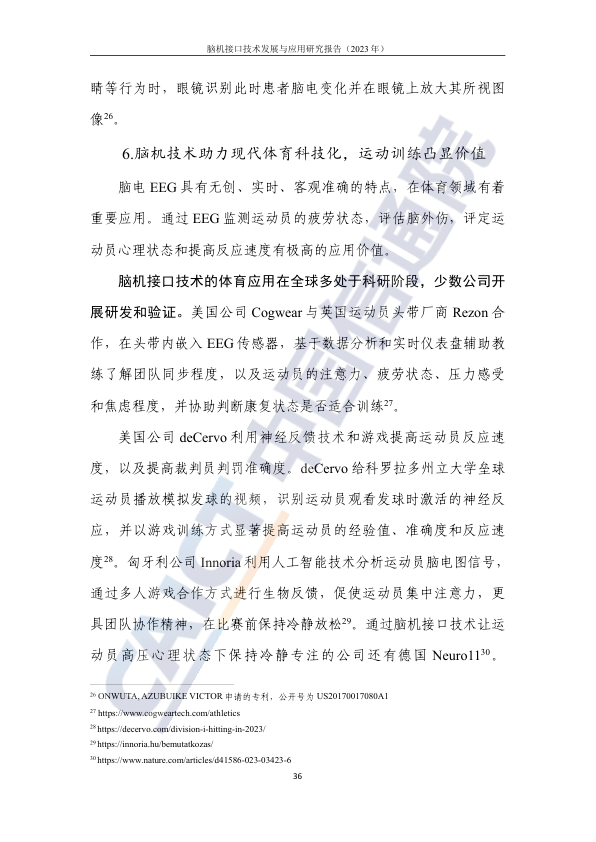 脑机接口技术发展与应用研究报告（2023 年）
睛等行为时，眼镜识别此时患者脑电变化并在眼镜上放大其所视图
像26。
6.脑机技术助力现代体育科技化，运动训练凸显价值
脑电 EEG 具有无创、实时、客观准确的特点，在体育领域有着
重要应用。通过 EEG 监测运动员的疲劳状态，评估脑外伤，评定运
动员心理状态和提高反应速度有极高的应用价值。
脑机接口技术的体育应用在全球多处于科研阶段，少数公司开
展研发和验证。美国公司 Cogwear 与英国运动员头带厂商 Rezon 合
作，在头带内嵌入 EEG 传感器，基于数据分析和实时仪表盘辅助教
练了解团队同步程度，以及运动员的注意力、疲劳状态、压力感受
和焦虑程度，并协助判断康复状态是否适合训练27。
美国公司 deCervo 利用神经反馈技术和游戏提高运动员反应速
度，以及提高裁判员判罚准确度。deCervo 给科罗拉多州立大学垒球
运动员播放模拟发球的视频，识别运动员观看发球时激活的神经反
应，并以游戏训练方式显著提高运动员的经验值、准确度和反应速
度28。匈牙利公司 Innoria 利用人工智能技术分析运动员脑电图信号，
通过多人游戏合作方式进行生物反馈，促使运动员集中注意力，更
具团队协作精神，在比赛前保持冷静放松29。通过脑机接口技术让运
动员高压心理状态下保持冷静专注的公司还有德国 Neuro1130。
26 ONWUTA, AZUBUIKE VICTOR 申请的专利，公开号为 US20170017080A1
27 https://www.cogweartech.com/athletics
28 https://decervo.com/division-i-hitting-in-2023/
29 https://innoria.hu/bemutatkozas/
30 https://www.nature.com/articles/d41586-023-03423-6
36
CAICT 中国信通院